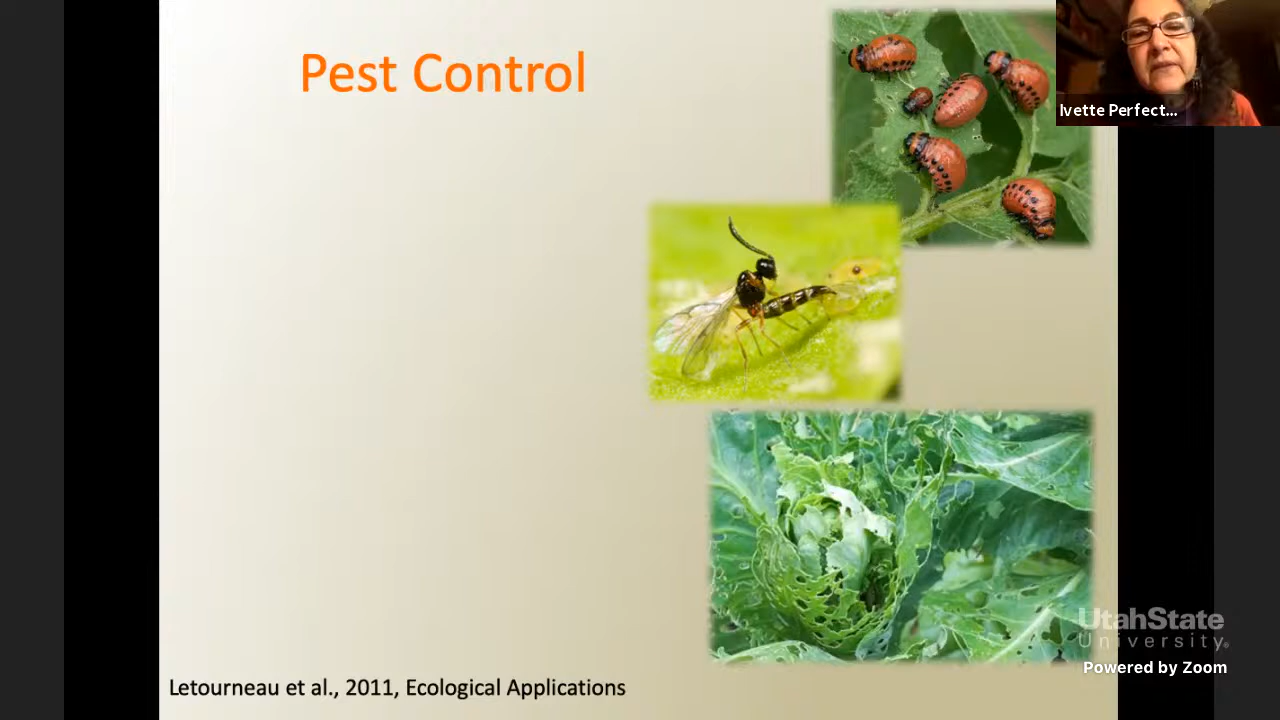 Pest Control
Ivette Perfect...
UtahState
University
Powered by Zoom
Letourneau et al., 2011, Ecological Applications